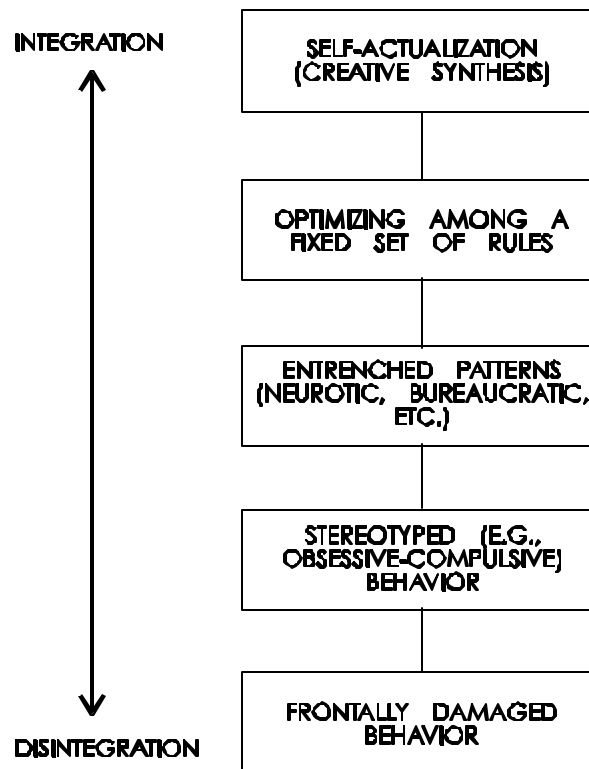 INTEGRATION
SELF-ACTUALIZATION
(CREATIVE SYNTHESIS)
OPTIMIZING AMONG A
FIXED SET OF RULES
ENTRENCHED PATTERNS
(NEUROTIC, BUREAUCRATIC,
ETC.)
STEREOTYPED (E.G.,
OBSESSIVE-COMPULSIVE)
BEHAVIOR
FRONTALLY DAMAGED
BEHAVIOR
DISINTEGRATION